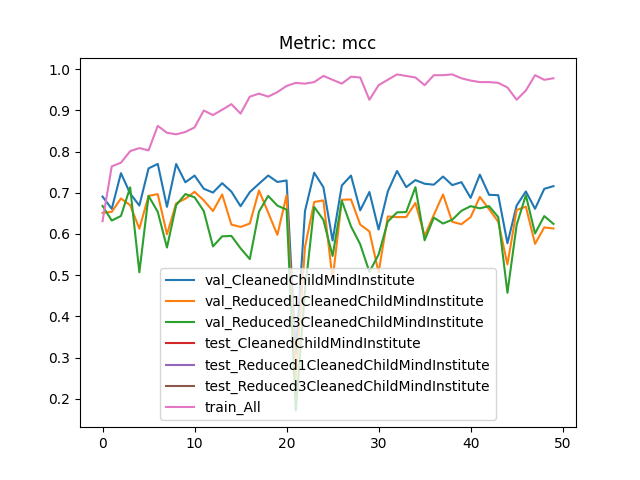 Metric: mcc
1.0
0.9
0.8
0.7
0.6
0.5
0.4
0.3
0.2
val_CleanedChildMindInstitute
val_Reduced1CleanedChildMindInstitute
val_Reduced3CleanedChildMindInstitute
test_CleanedChildMindInstitute
test_Reduced1CleanedChildMindInstitute
test_Reduced3CleanedChildMindInstitute
train_All
0 10 20 30 40 50